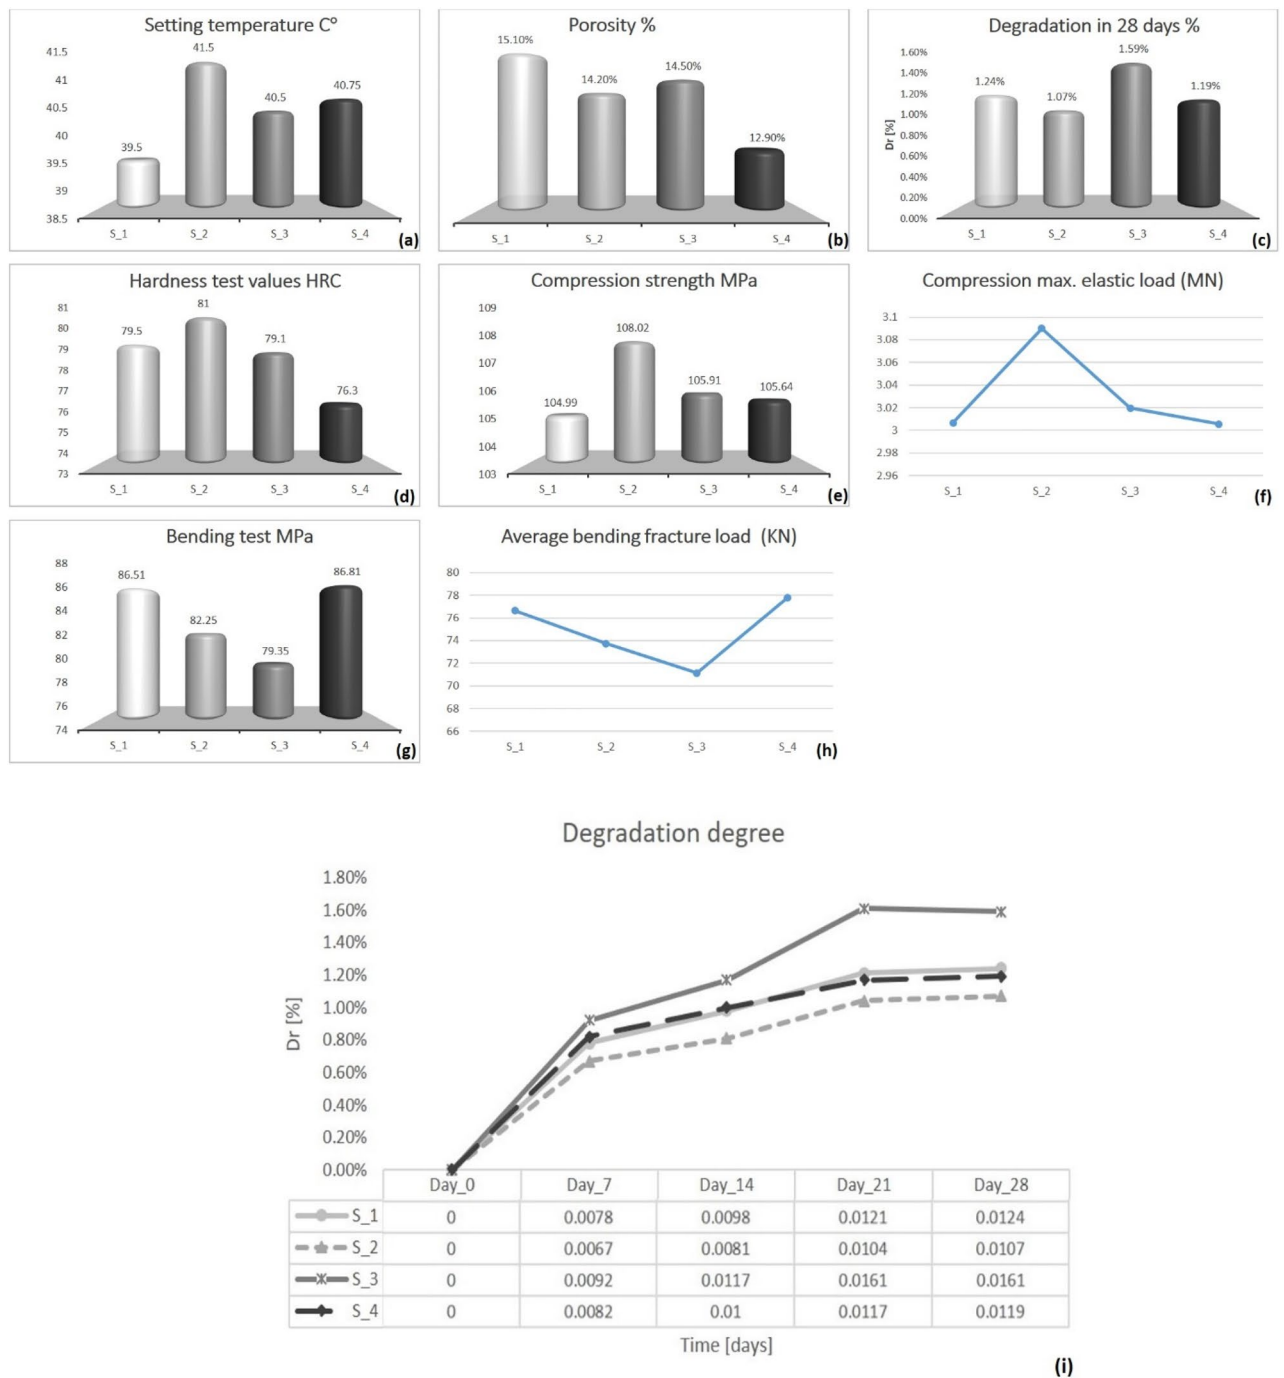 Setting temperature C°
41.5
41
40.5
40
39.5
39
38.5
39.5
41.5
40.5
40.75
S_1 S_2 S_3 S_4
(a)
Porosity %
15.10%
14.20%
14.50%
12.90%
S_1 S_2 S_3 S_4
(b)
Degradation in 28 days %
Dr [%]
1.60%
1.40%
1.20%
1.00%
0.80%
0.60%
0.40%
0.20%
0.00%
1.24%
1.07%
1.59%
1.19%
S_1 S_2 S_3 S_4
(c)
Hardness test values HRC
81
80
79
78
77
76
75
74
73
79.5
81
79.1
76.3
S_1 S_2 S_3 S_4
(d)
Compression strength MPa
109
108
107
106
105
104
103
104.99
108.02
105.91
105.64
S_1 S_2 S_3 S_4
(e)
Compression max. elastic load (MN)
3.1
3.08
3.06
3.04
3.02
3
2.98
2.96
S_1 S_2 S_3 S_4
(f)
Bending test MPa
88
86
84
82
80
78
76
74
86.51
82.25
79.35
86.81
S_1 S_2 S_3 S_4
(g)
Average bending fracture load (KN)
80
78
76
74
72
70
68
66
S_1 S_2 S_3 S_4
(h)
Degradation degree
Dr [%]
1.80%
1.60%
1.40%
1.20%
1.00%
0.80%
0.60%
0.40%
0.20%
0.00%
Day_0 Day_7 Day_14 Day_21 Day_28
S_1 0 0.0078 0.0098 0.0121 0.0124
S_2 0 0.0067 0.0081 0.0104 0.0107
S_3 0 0.0092 0.0117 0.0161 0.0161
S_4 0 0.0082 0.01 0.0117 0.0119
Time [days]
(i)